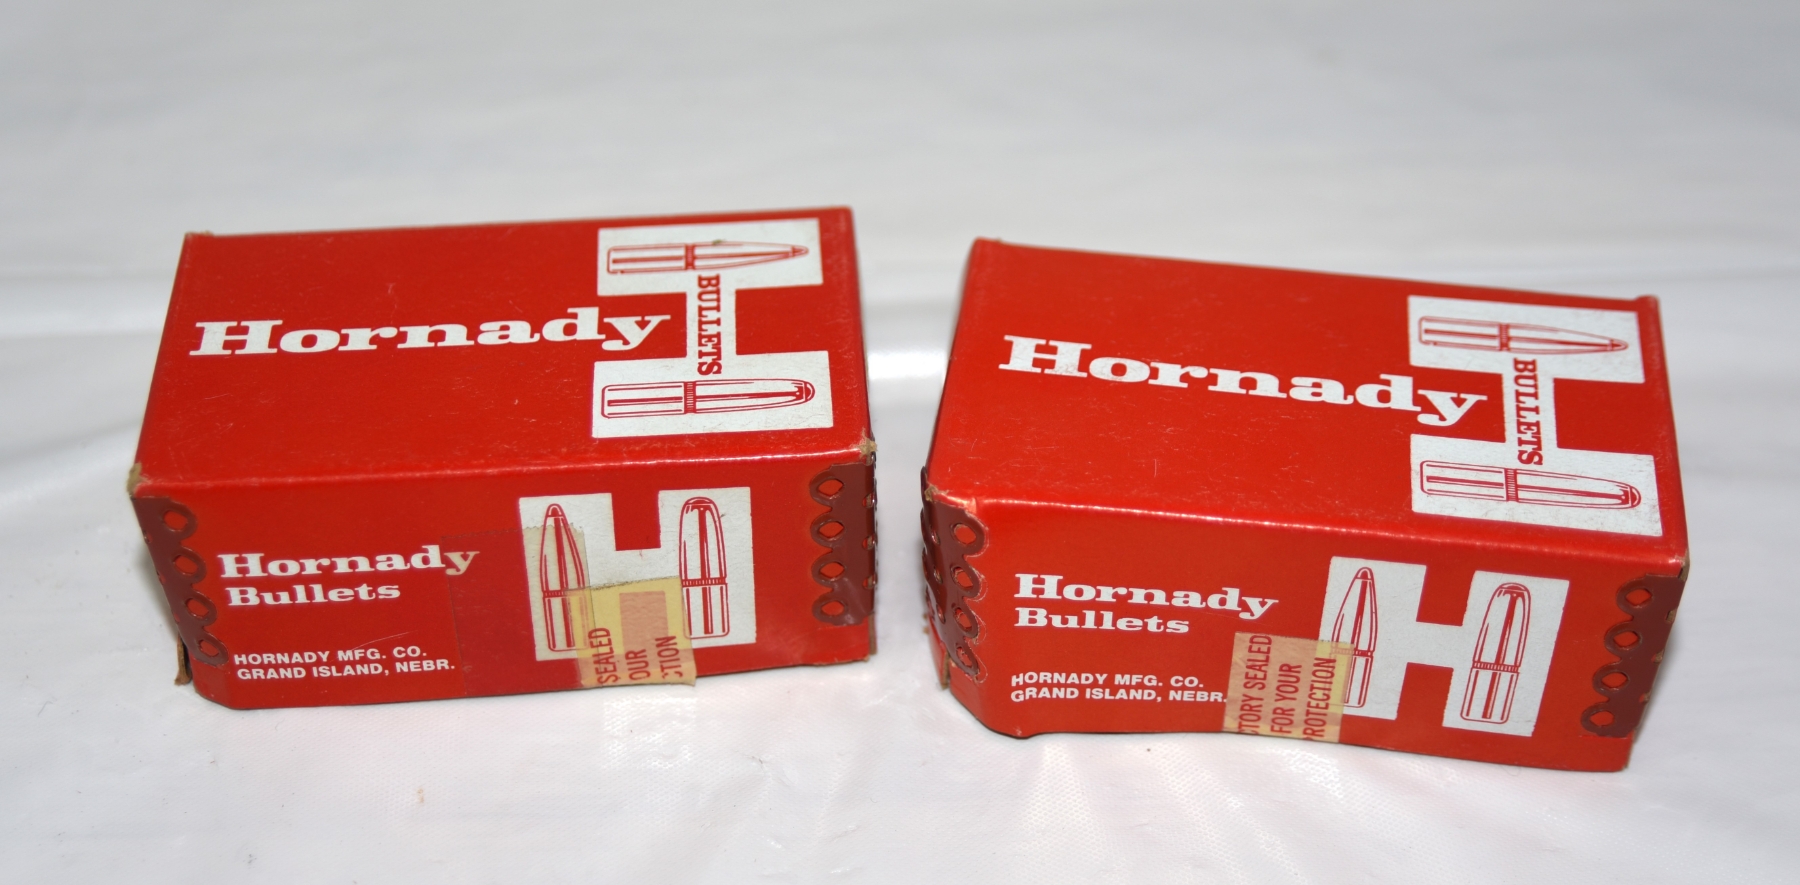 Hornady
BULLETS
Hornady
Bullets
HORNADY MFG. CO.
GRAND ISLAND, NEBR.
SEALED
OUR
CTION
Hornady
BULLETS
Hornady
Bullets
HORNADY MFG. CO.
GRAND ISLAND, NEBR.
CTORY SEALED
FOR YOUR
PROTECTION